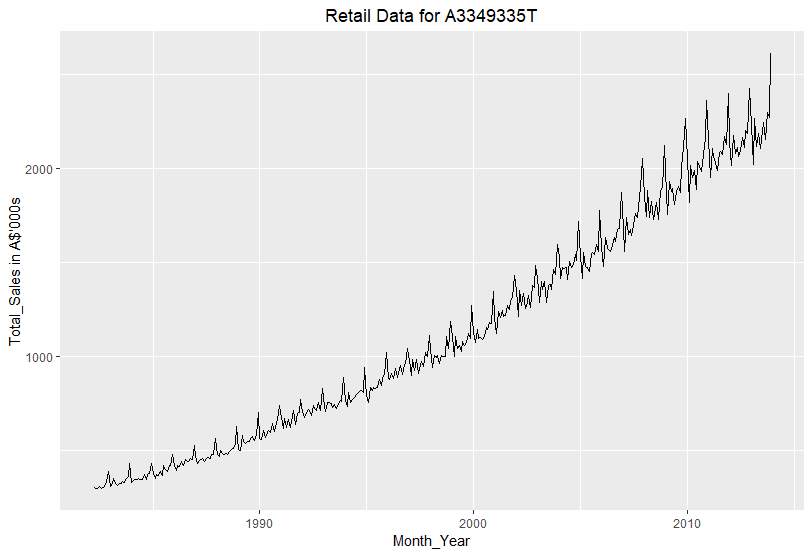 Retail Data for A3349335T
Total_Sales in A$'000s
2000
1000
1990
2000
2010
Month_Year